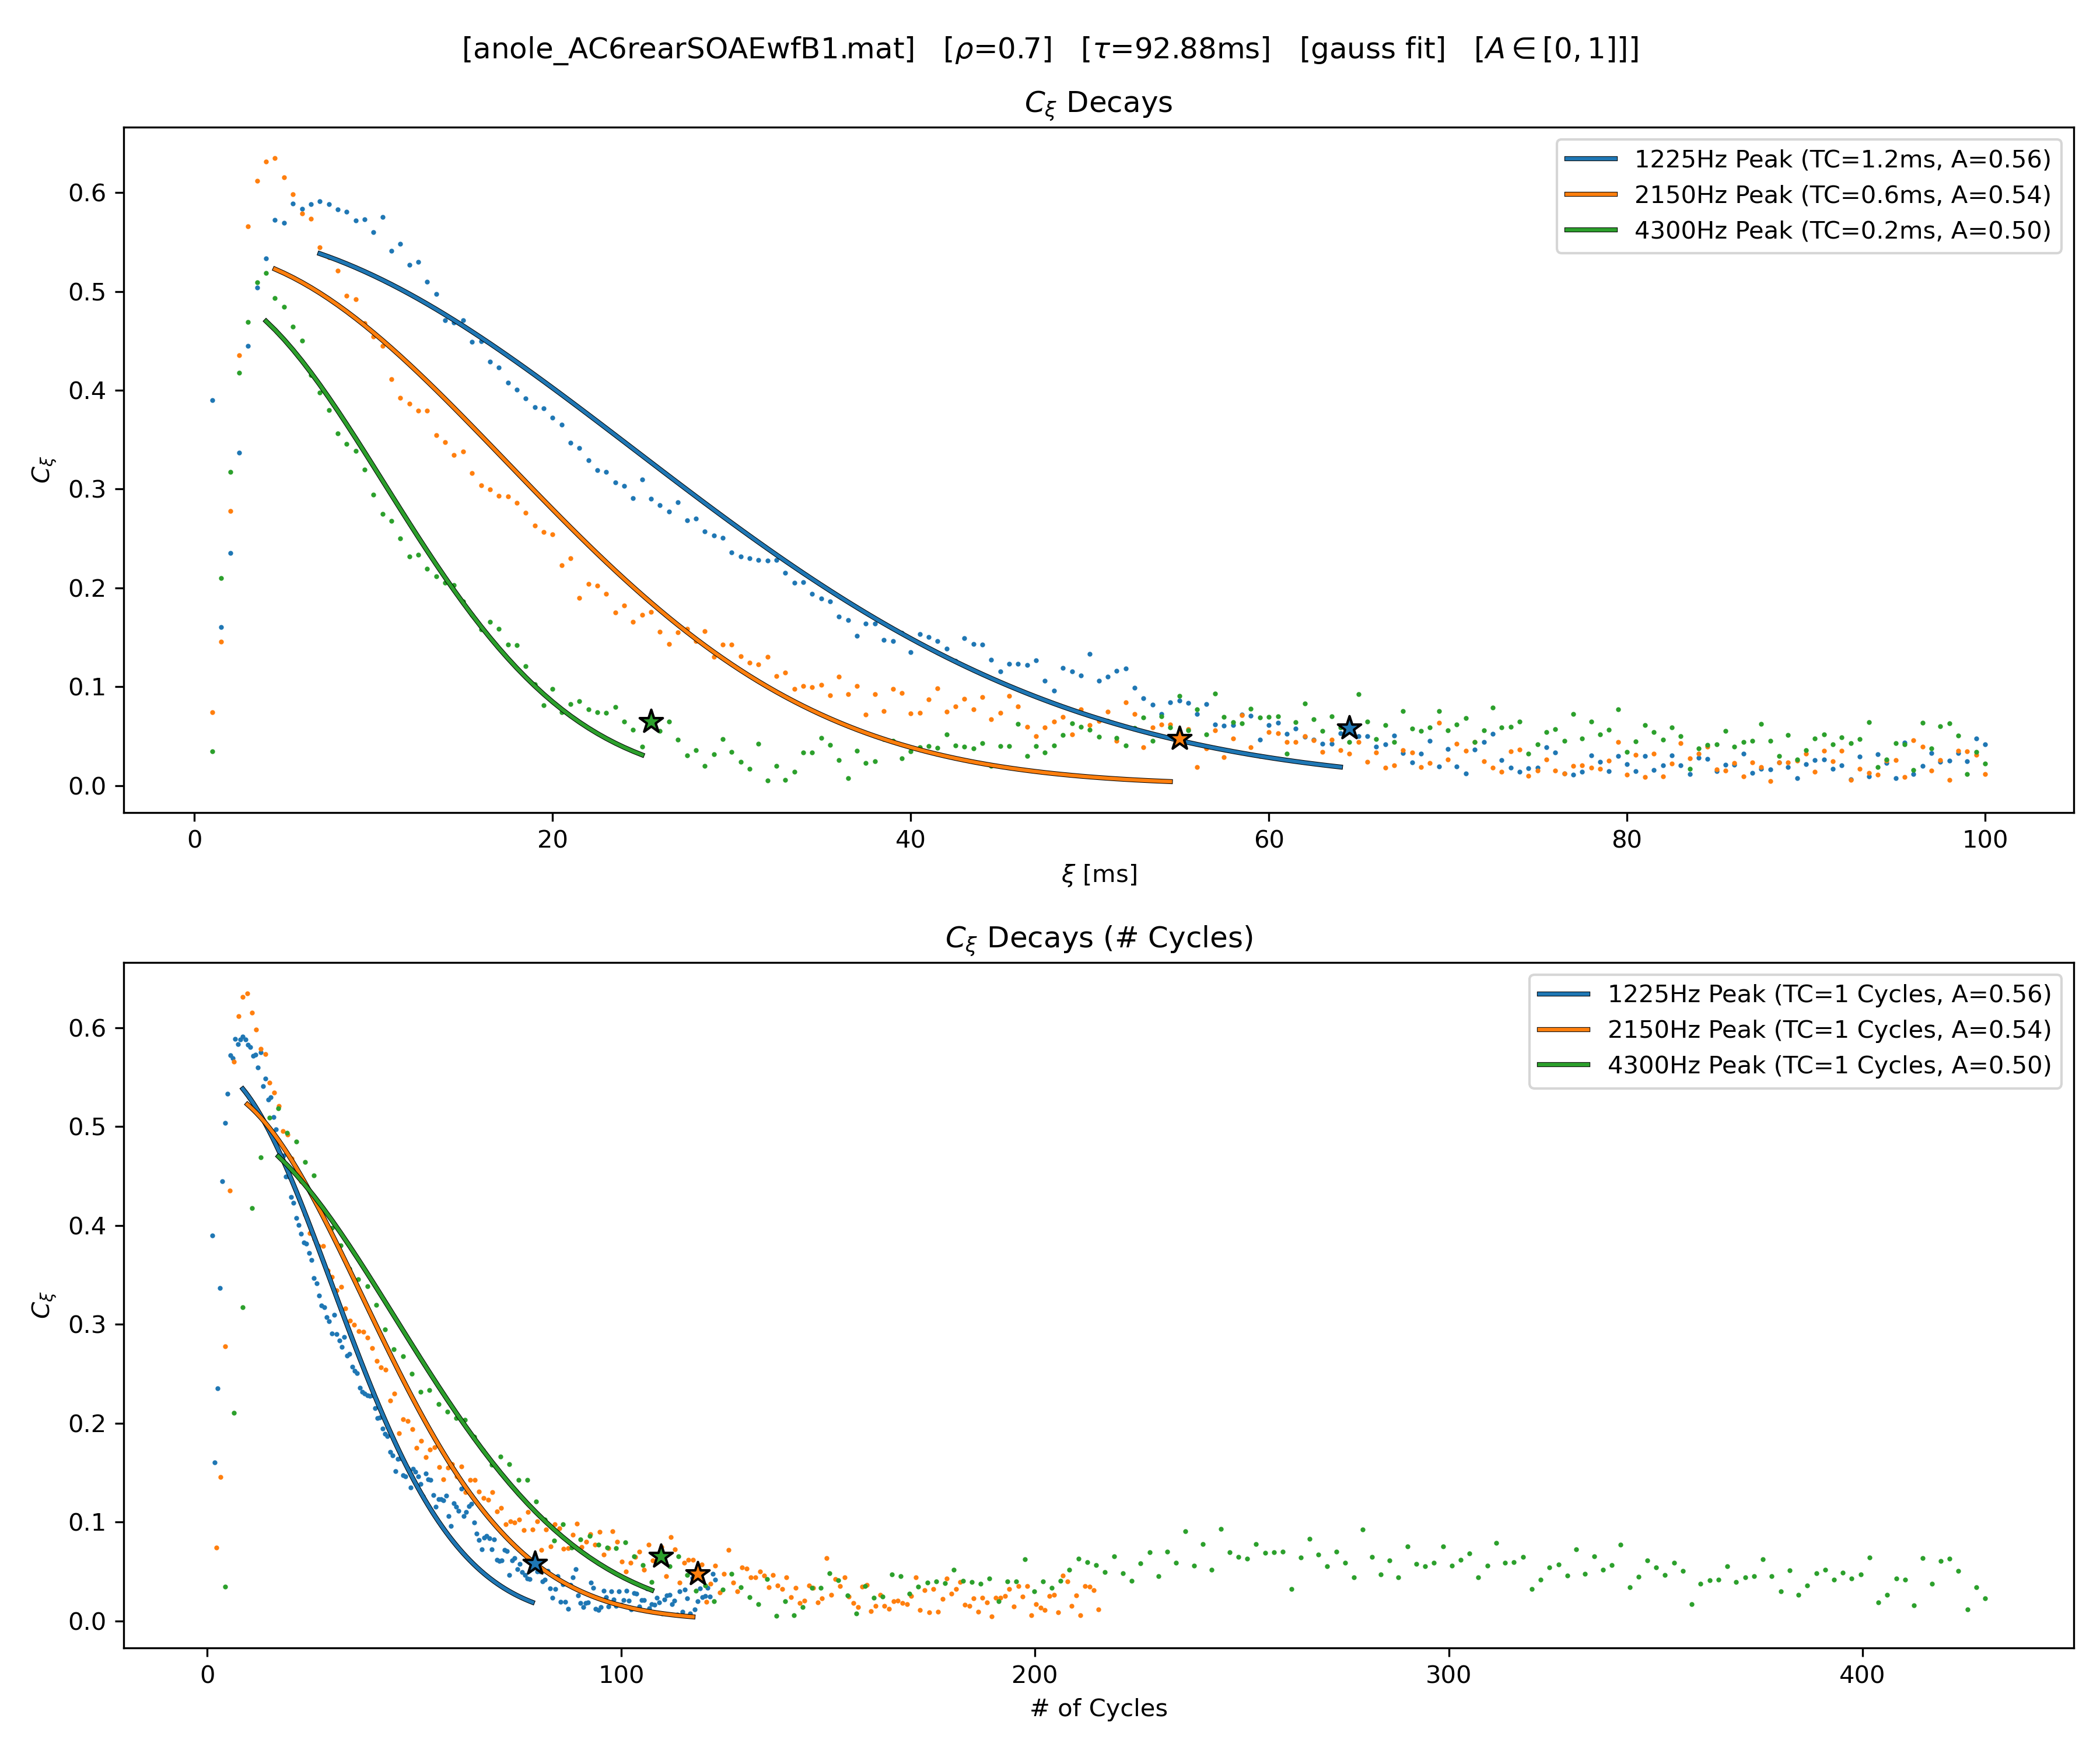 [anole_AC6rearSOAEwfB1.mat] [ρ=0.7] [τ=92.88ms] [gauss fit] [A ∈ [0, 1]]]
C_ξ Decays
0.6
0.5
0.4
0.3
0.2
0.1
0.0
C_ξ
1225Hz Peak (TC=1.2ms, A=0.56)
2150Hz Peak (TC=0.6ms, A=0.54)
4300Hz Peak (TC=0.2ms, A=0.50)
0 20 40 60 80 100
ξ [ms]
C_ξ Decays (# Cycles)
0.6
0.5
0.4
0.3
0.2
0.1
0.0
C_ξ
1225Hz Peak (TC=1 Cycles, A=0.56)
2150Hz Peak (TC=1 Cycles, A=0.54)
4300Hz Peak (TC=1 Cycles, A=0.50)
0 100 200 300 400
# of Cycles